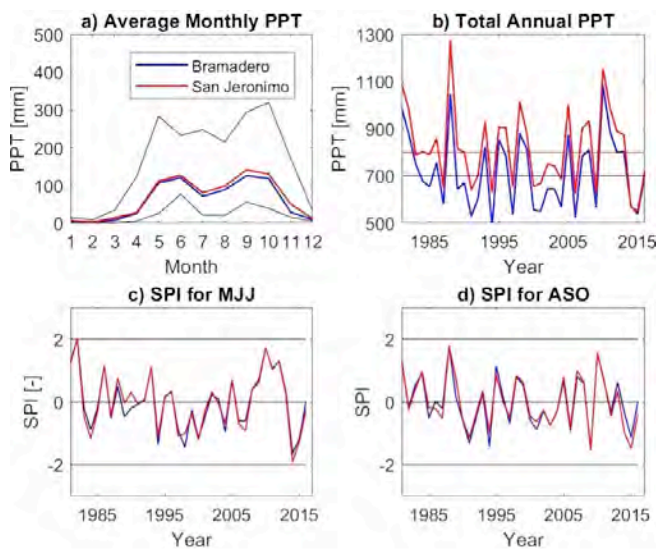 a) Average Monthly PPT
500
400
300
200
100
0
PPT [mm]
Bramadero
San Jeronimo
1 2 3 4 5 6 7 8 9 10 11 12
Month
b) Total Annual PPT
1300
1100
900
700
500
PPT [mm]
1985 1995 2005 2015
Year
c) SPI for MJJ
2
0
-2
SPI [-]
1985 1995 2005 2015
Year
d) SPI for ASO
2
0
-2
SPI
1985 1995 2005 2015
Year